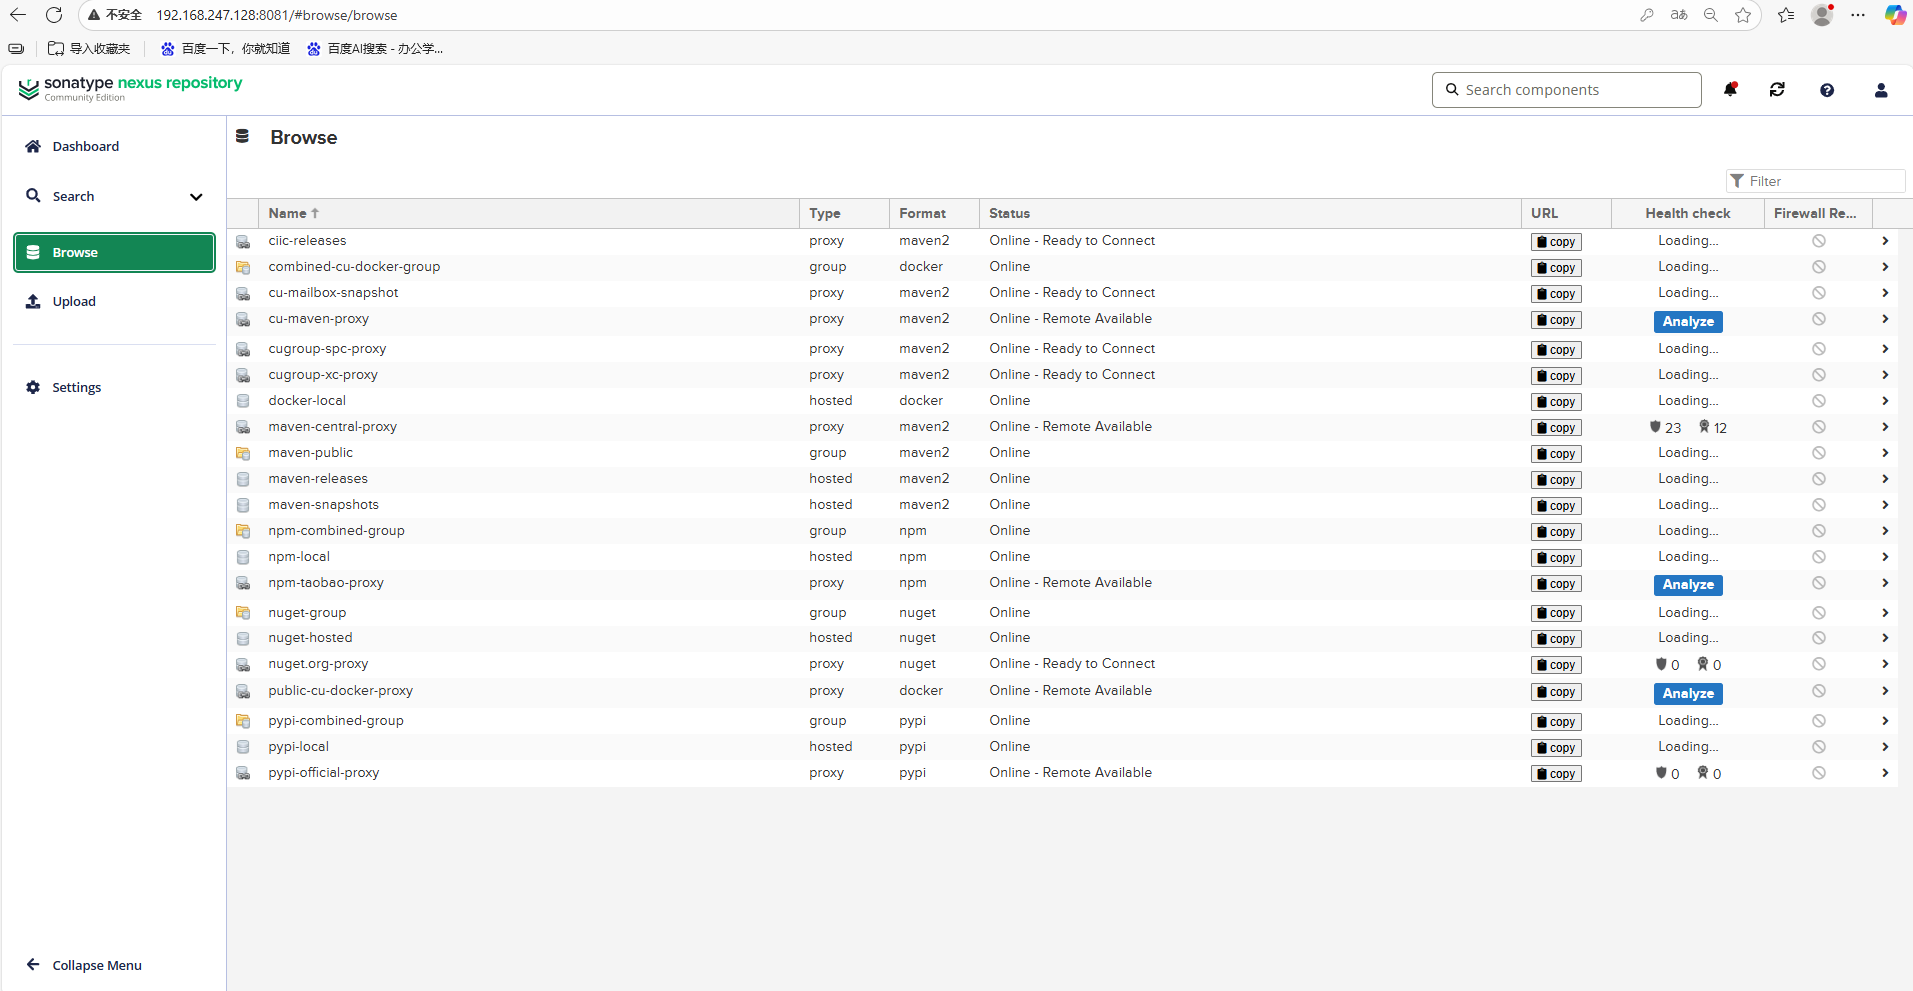 不安全 192.168.247.128:8081/#browse/browse
导入收藏夹 百度一下，你就知道 百度AI搜索 - 办公学...
sonatype nexus repository
Community Edition
Search components
Dashboard
Search
Browse
Upload
Settings
Collapse Menu
Browse
Filter
Name Type Format Status URL Health check Firewall Re...
ciic-releases proxy maven2 Online - Ready to Connect copy Loading...
combined-cu-docker-group group docker Online copy Loading...
cu-mailbox-snapshot proxy maven2 Online - Ready to Connect copy Loading...
cu-maven-proxy proxy maven2 Online - Remote Available copy Analyze
cugroup-spc-proxy proxy maven2 Online - Ready to Connect copy Loading...
cugroup-xc-proxy proxy maven2 Online - Ready to Connect copy Loading...
docker-local hosted docker Online copy Loading...
maven-central-proxy proxy maven2 Online - Remote Available copy 23 12
maven-public group maven2 Online copy Loading...
maven-releases hosted maven2 Online copy Loading...
maven-snapshots hosted maven2 Online copy Loading...
npm-combined-group group npm Online copy Loading...
npm-local hosted npm Online copy Loading...
npm-taobao-proxy proxy npm Online - Remote Available copy Analyze
nuget-group group nuget Online copy Loading...
nuget-hosted hosted nuget Online copy Loading...
nuget.org-proxy proxy nuget Online - Ready to Connect copy 0 0
public-cu-docker-proxy proxy docker Online - Remote Available copy Analyze
pypi-combined-group group pypi Online copy Loading...
pypi-local hosted pypi Online copy Loading...
pypi-official-proxy proxy pypi Online - Remote Available copy 0 0